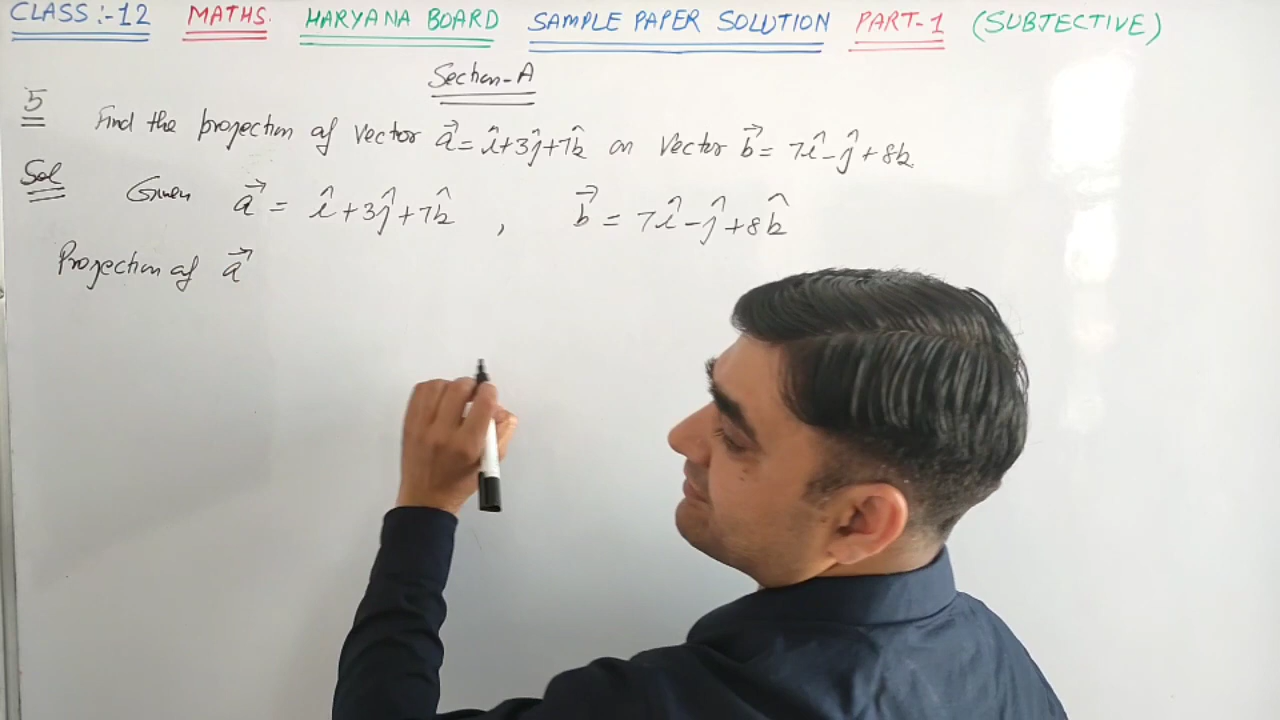 CLASS:-12 MATHS. HARYANA BOARD SAMPLE PAPER SOLUTION PART-1 (SUBJECTIVE)
Section-A
5 Find the projection of vector a⃗ = î+3ĵ+7k̂ on vector b⃗ = 7î-ĵ+8k
Sol Given a⃗ = î+3ĵ+7k̂ , b⃗ = 7î-ĵ+8k̂
Projection of a⃗